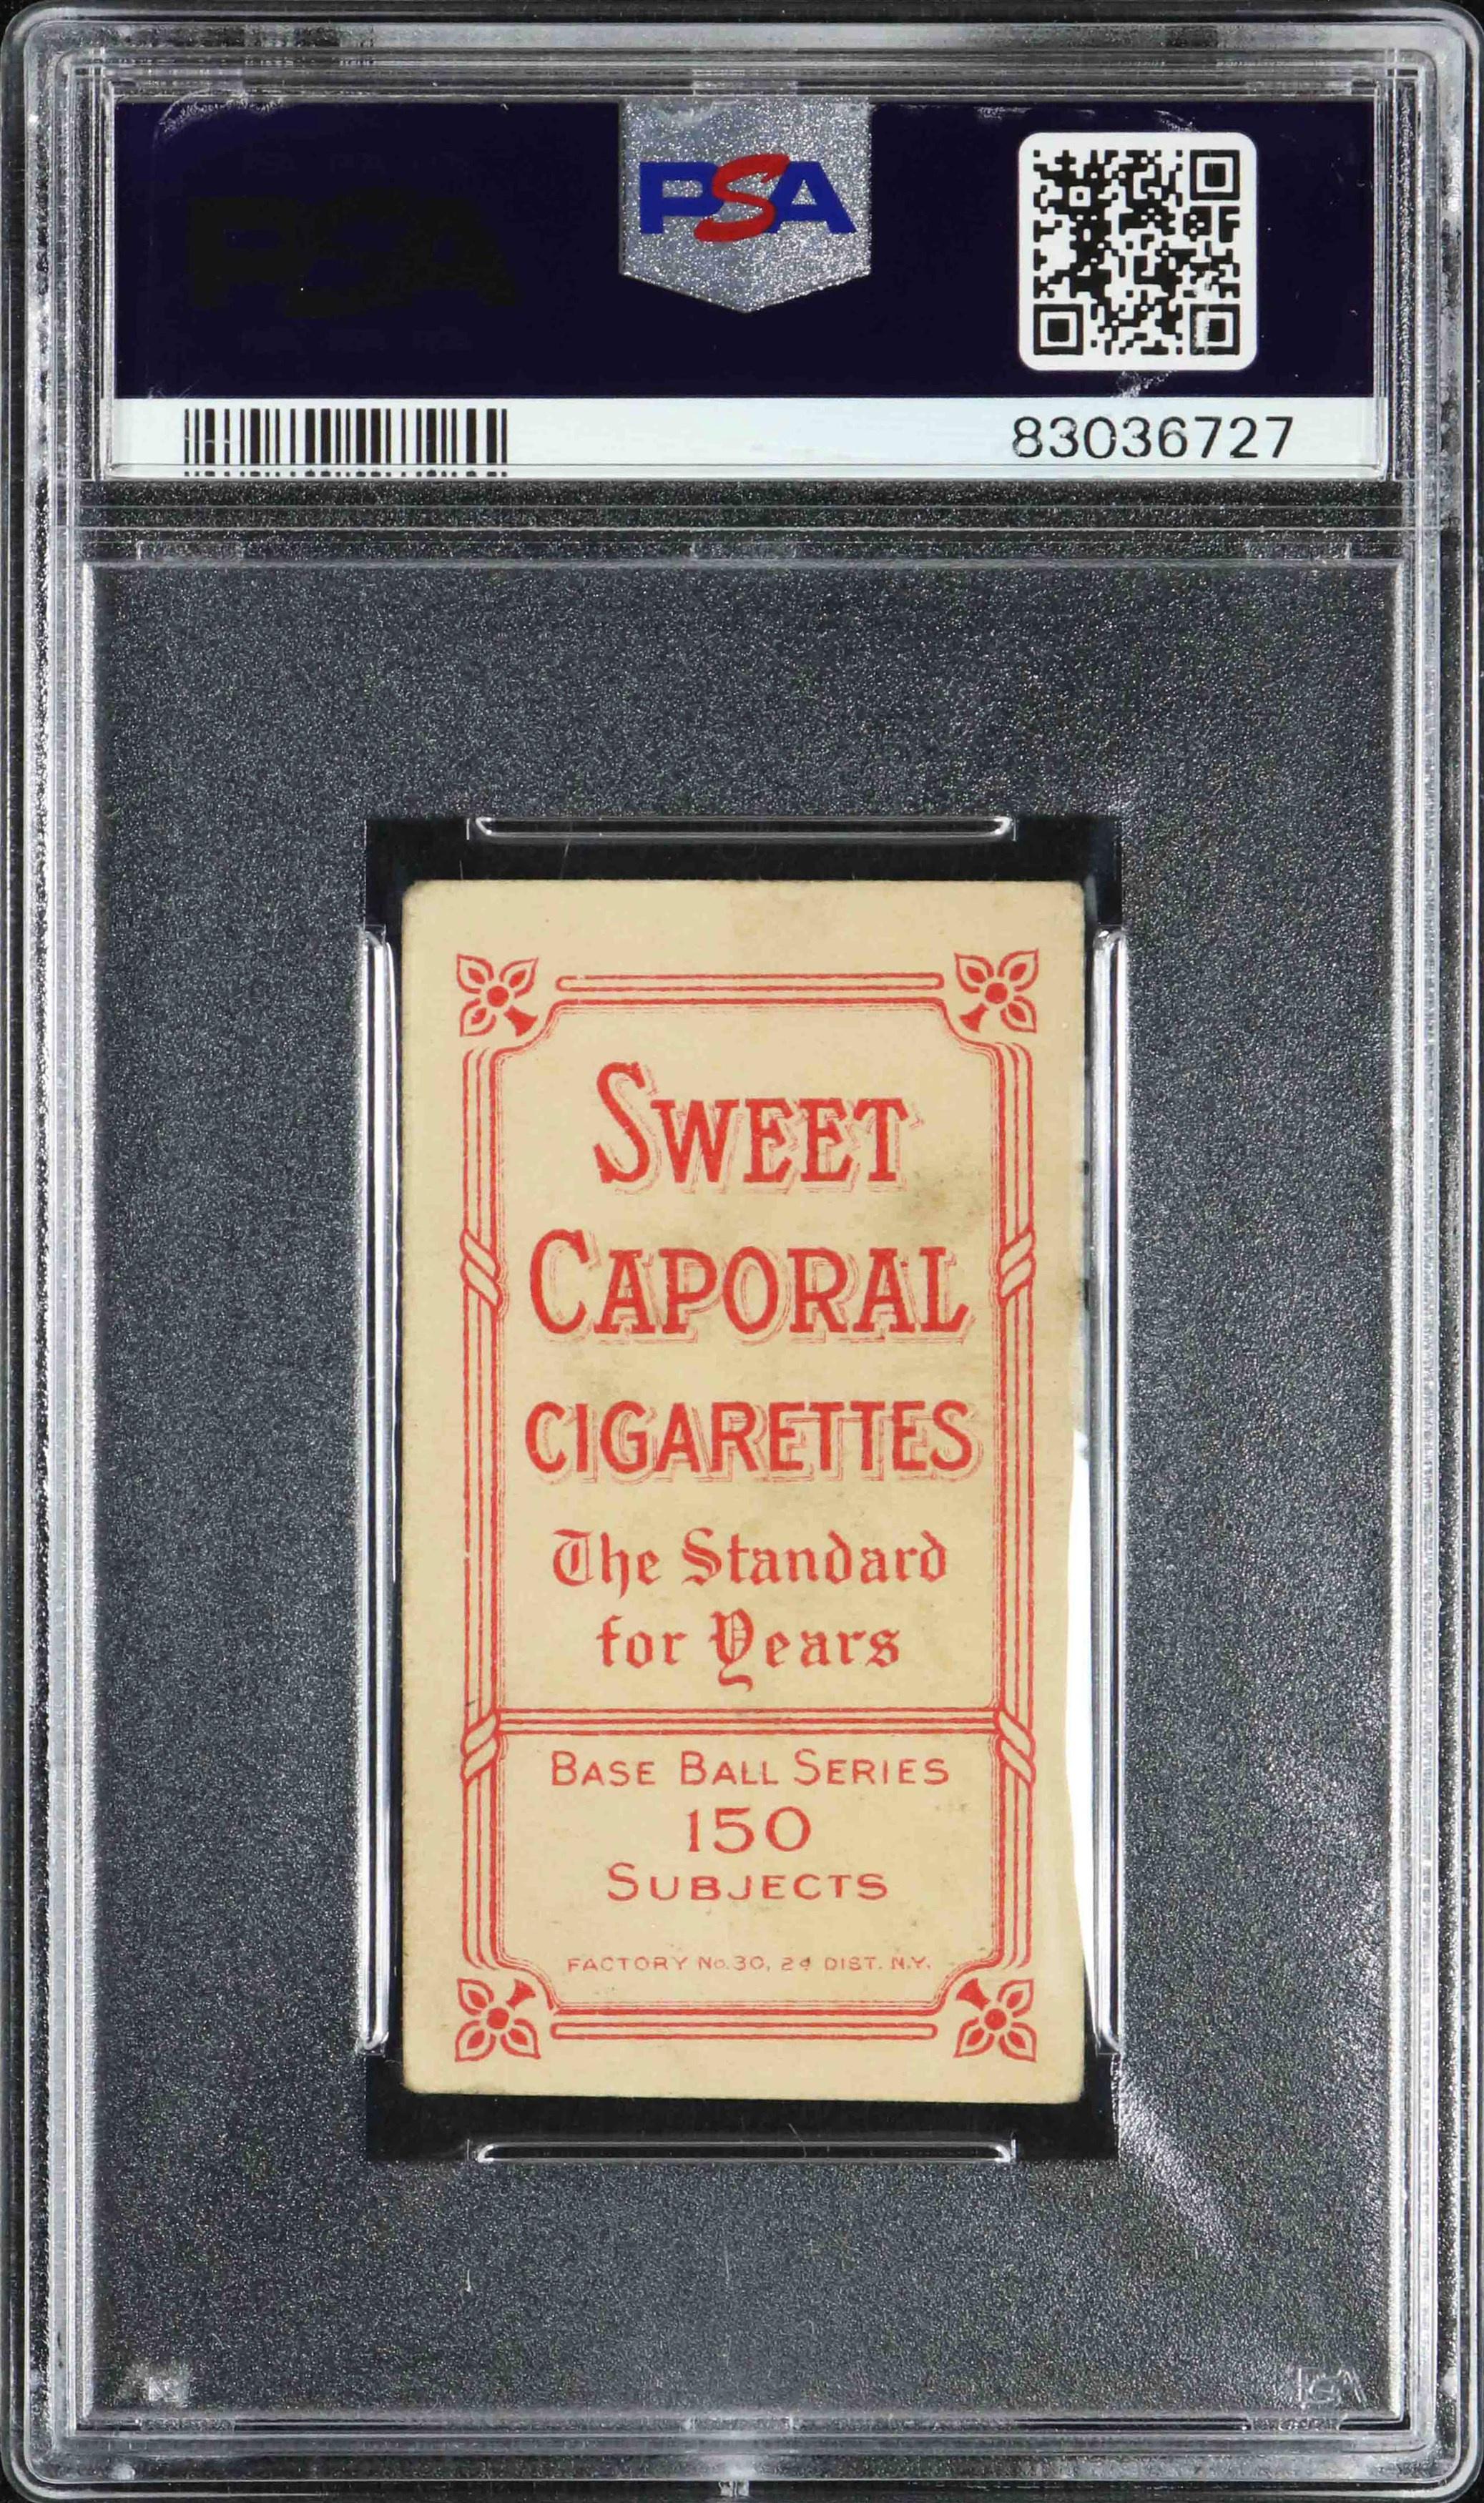 PSA
83036727
SWEET
CAPORAL
CIGARETTES
The Standard
for Years
BASE BALL SERIES
150
SUBJECTS
FACTORY No. 30, 2d DIST. N.Y.
PSA